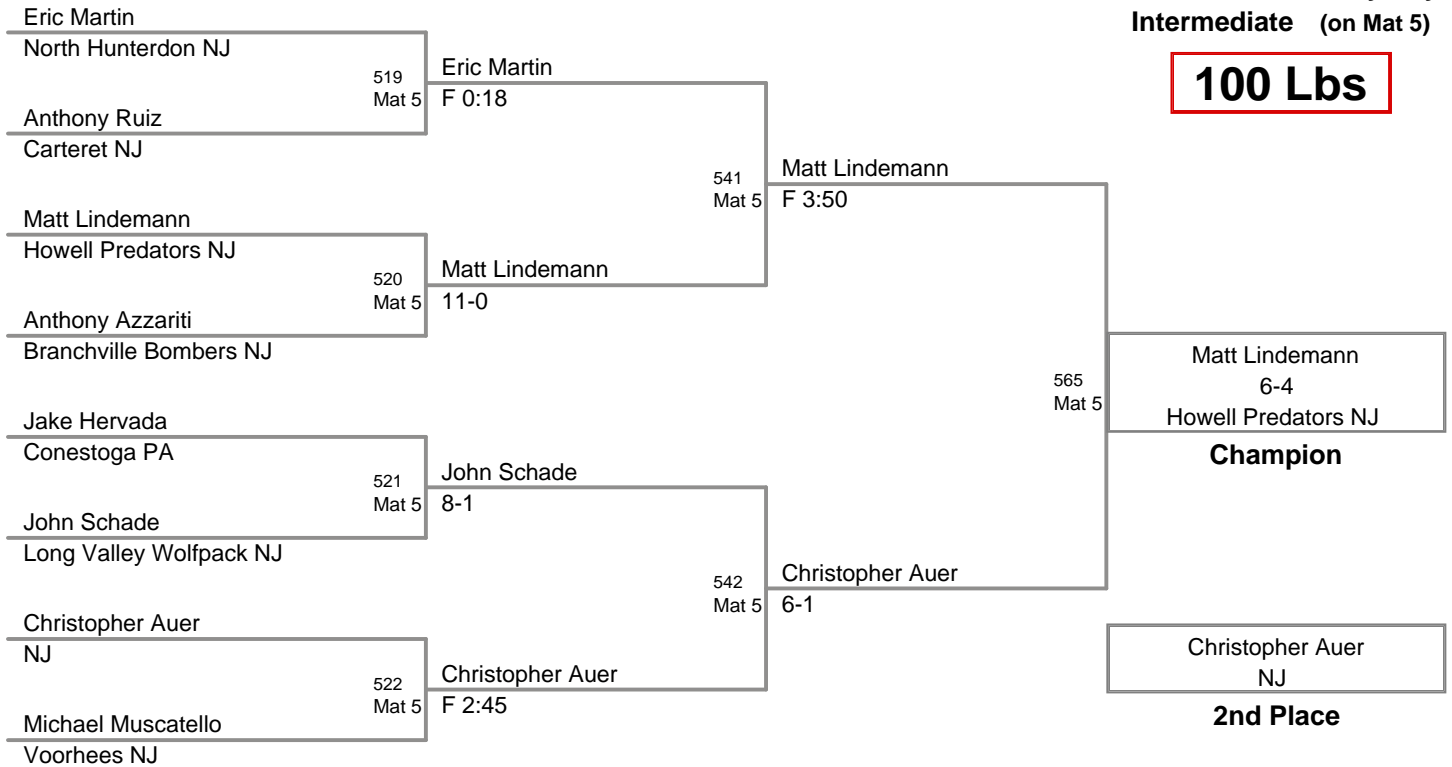 Intermediate (on Mat 5)
100 Lbs
Eric Martin
North Hunterdon NJ
519
Mat 5
Eric Martin
F 0:18
Anthony Ruiz
Carteret NJ
541
Mat 5
Matt Lindemann
F 3:50
Matt Lindemann
Howell Predators NJ
520
Mat 5
Matt Lindemann
11-0
Anthony Azzariti
Branchville Bombers NJ
565
Mat 5
Matt Lindemann
6-4
Howell Predators NJ
Champion
Jake Hervada
Conestoga PA
521
Mat 5
John Schade
8-1
John Schade
Long Valley Wolfpack NJ
542
Mat 5
Christopher Auer
6-1
Christopher Auer
NJ
522
Mat 5
Christopher Auer
F 2:45
Michael Muscatello
Voorhees NJ
Christopher Auer
NJ
2nd Place